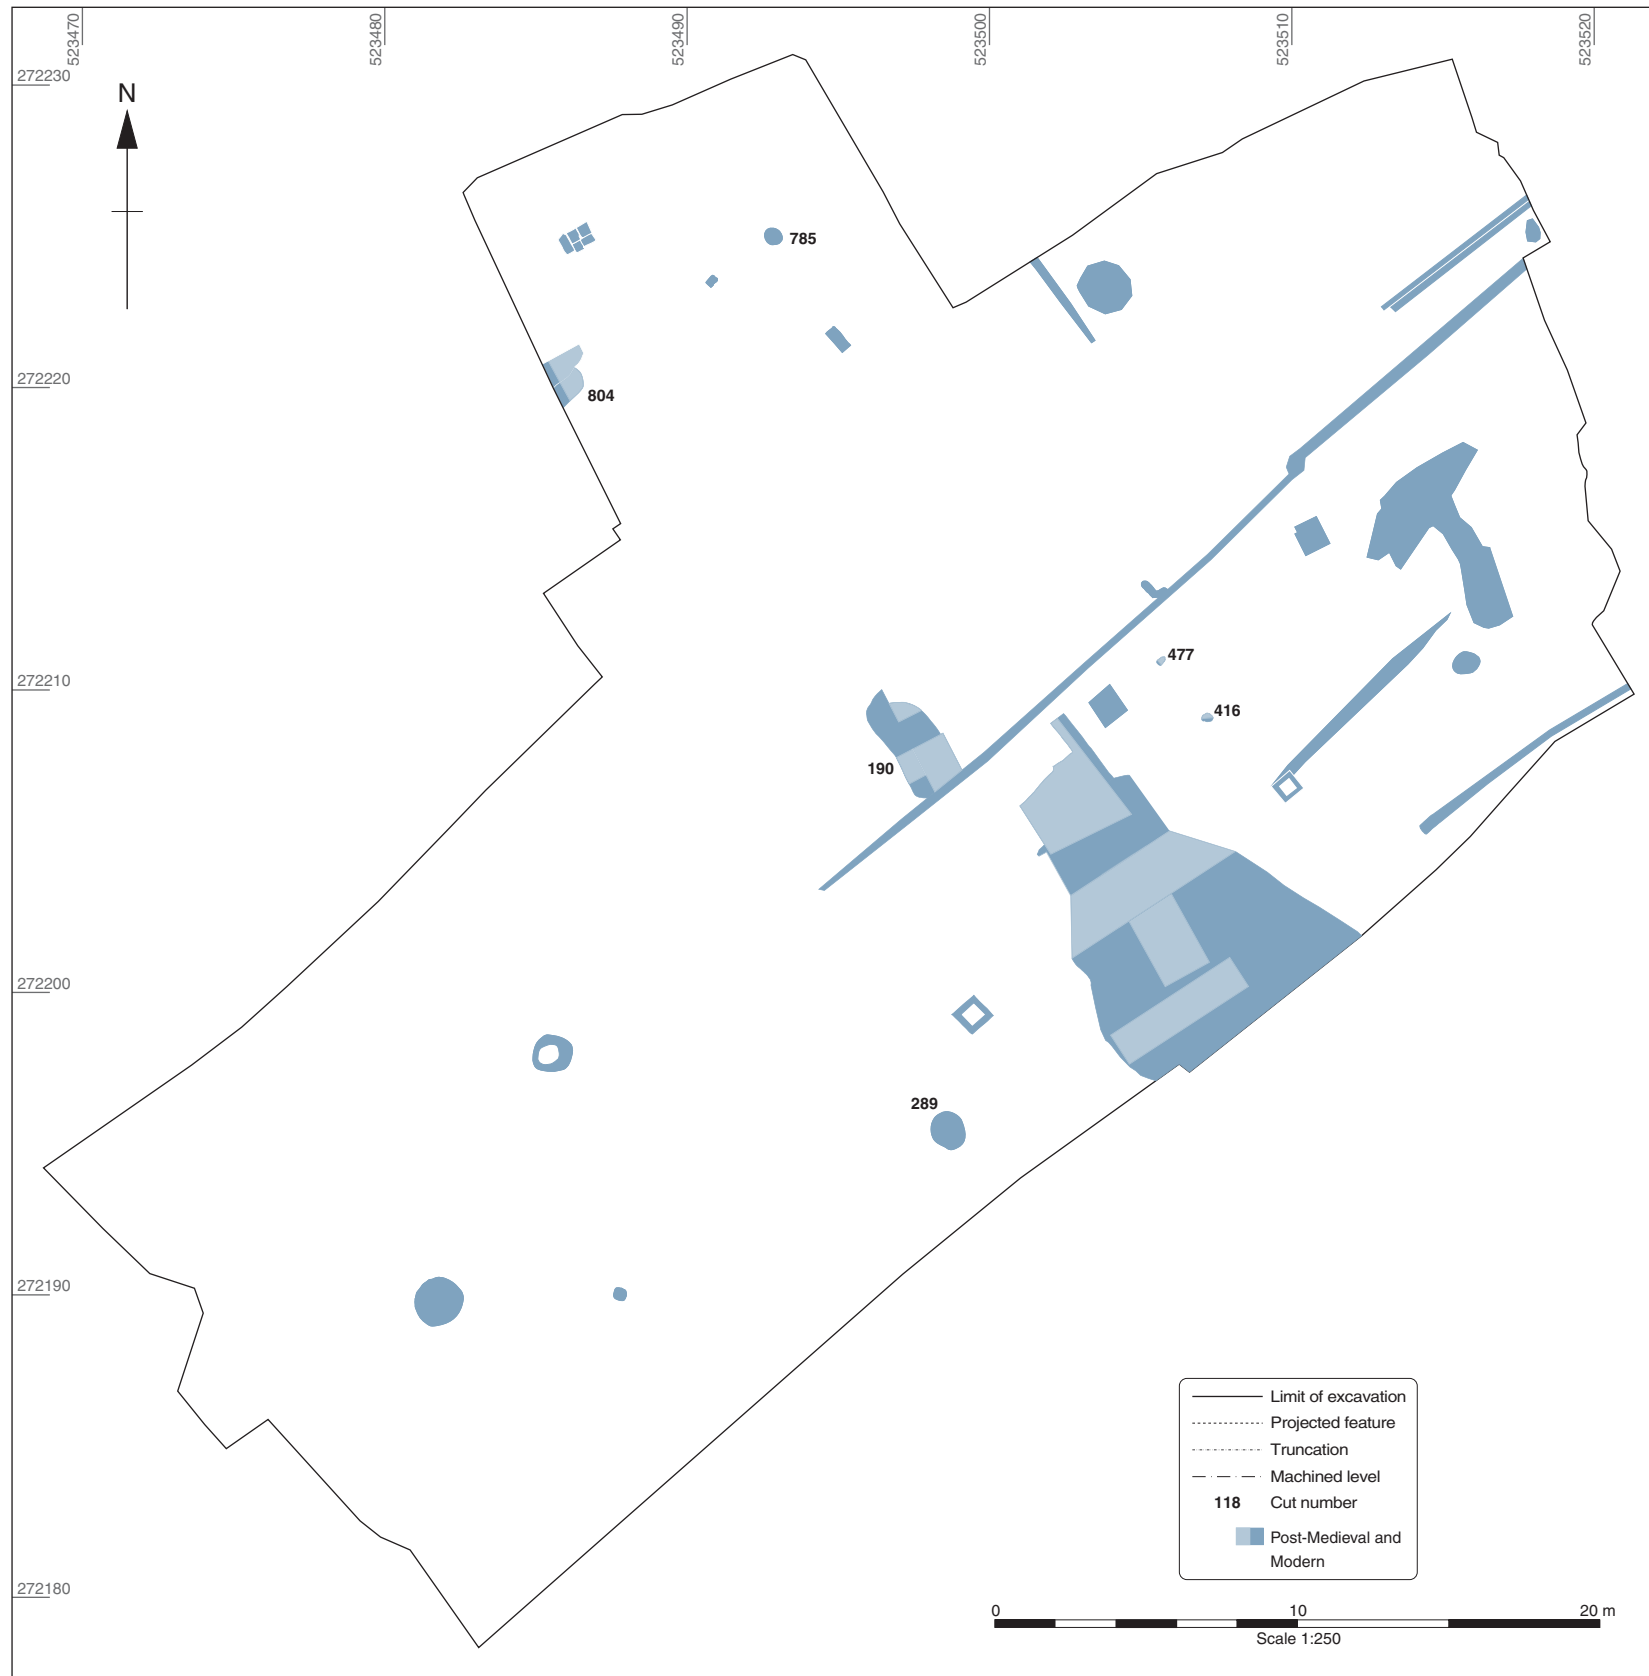 523470
523480
523490
523500
523510
523520
272230
N
785
272220
804
477
272210
416
190
272200
289
272190
Limit of excavation
Projected feature
Truncation
Machined level
118 Cut number
Post-Medieval and
Modern
272180
0 10 20 m
Scale 1:250